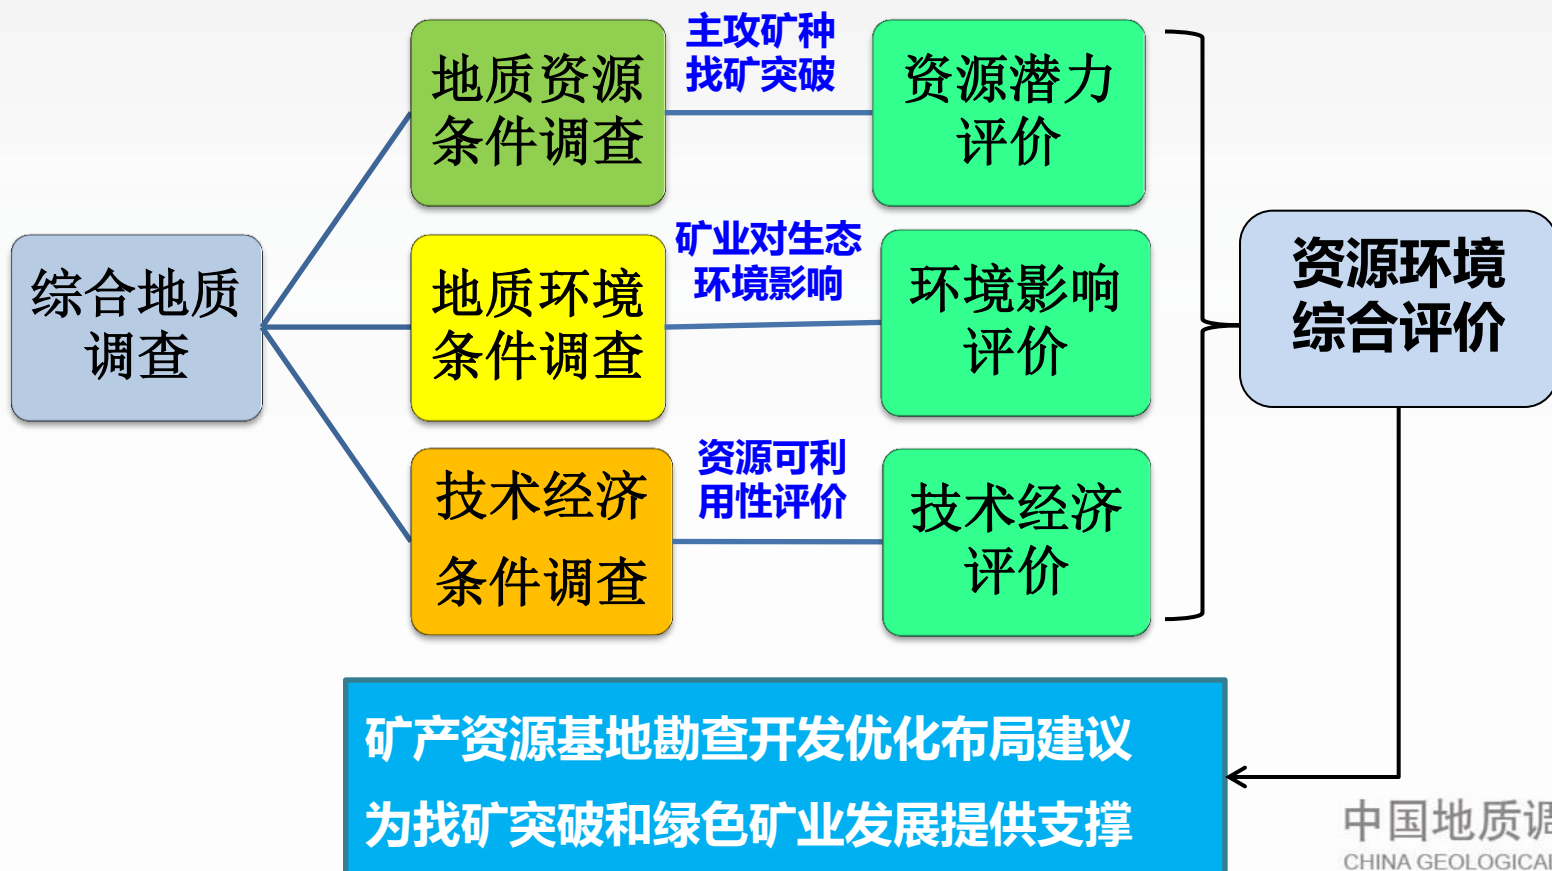 主攻矿种
找矿突破
地质资源
条件调查
资源潜力
评价
矿业对生态
环境影响
综合地质
调查
地质环境
条件调查
环境影响
评价
资源环境
综合评价
资源可利
用性评价
技术经济
条件调查
技术经济
评价
矿产资源基地勘查开发优化布局建议
为找矿突破和绿色矿业发展提供支撑
中国地质调
CHINA GEOLOGICAL